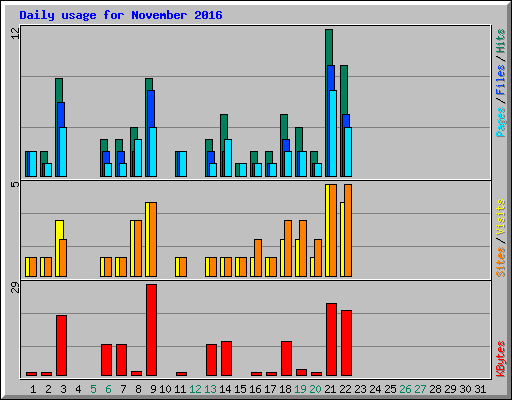 Daily usage for November 2016
12
Pages / Files / Hits
5
Sites / Visits
29
KBytes
1 2 3 4 5 6 7 8 9 10 11 12 13 14 15 16 17 18 19 20 21 22 23 24 25 26 27 28 29 30 31